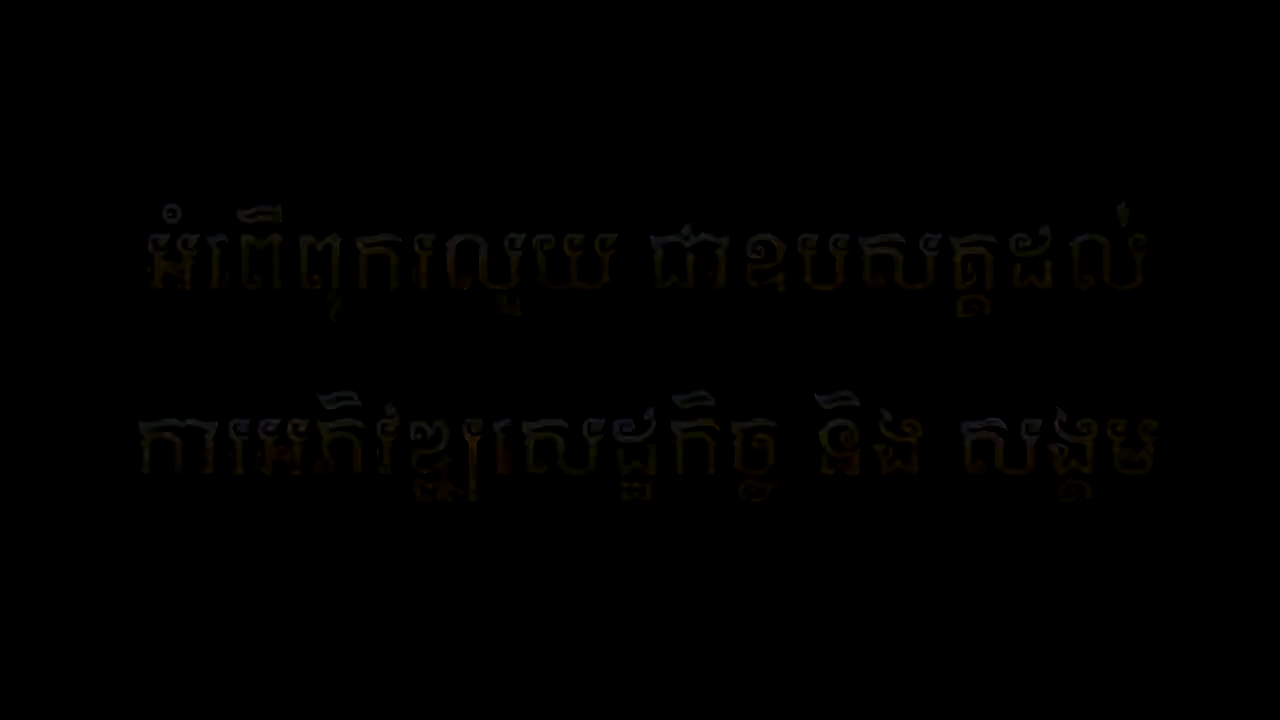 អំពើពុករលួយ ជាឧបសគ្គដល់
ការអភិវឌ្ឍសេដ្ឋកិច្ច និង សង្គម